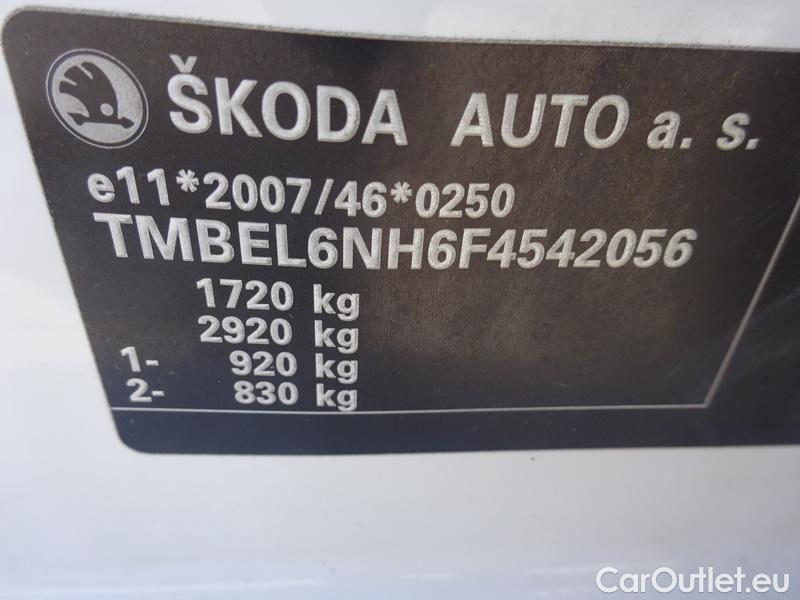 ŠKODA AUTO a. s.
e11*2007/46*0250
TMBEL6NH6F4542056
1720 kg
2920 kg
1- 920 kg
2- 830 kg
CarOutlet.eu